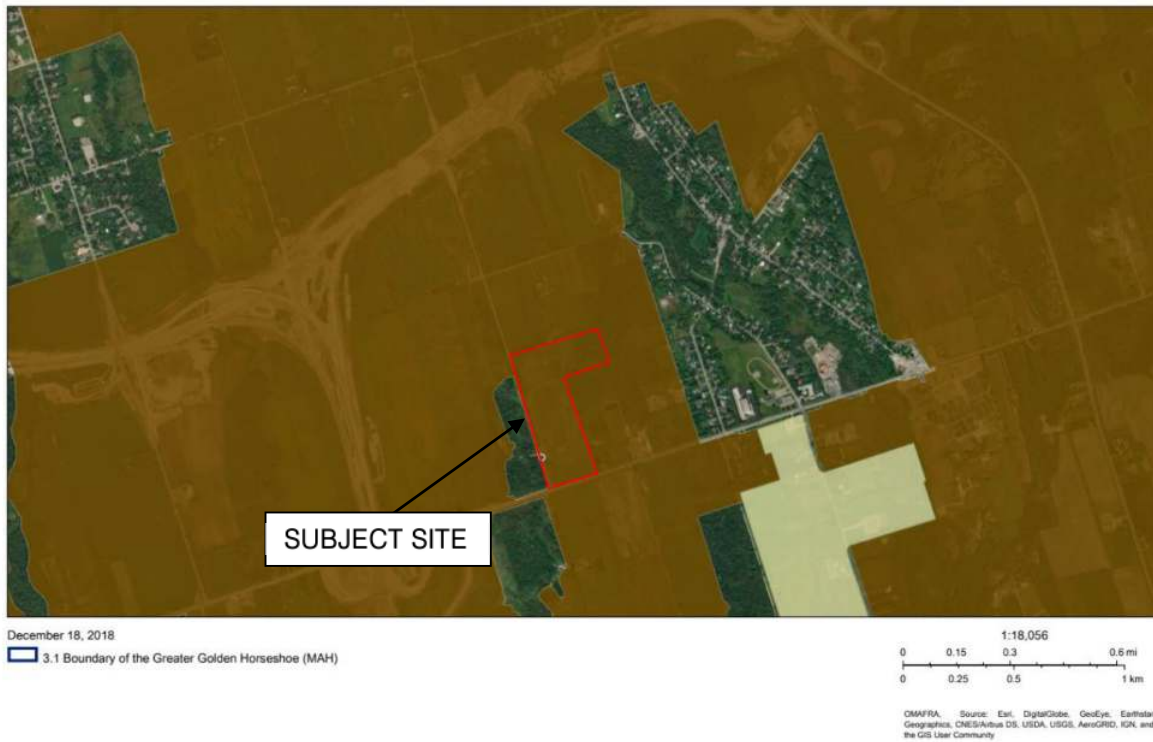 SUBJECT SITE
December 18, 2018
3.1 Boundary of the Greater Golden Horseshoe (MAH)
1:18,056
0 0.15 0.3 0.6 mi
0 0.25 0.5 1 km
OMAFRA, Source: Esri, DigitalGlobe, GeoEye, Earthstar
Geographics, CNES/Airbus DS, USDA, USGS, AeroGRID, IGN, and
the GIS User Community